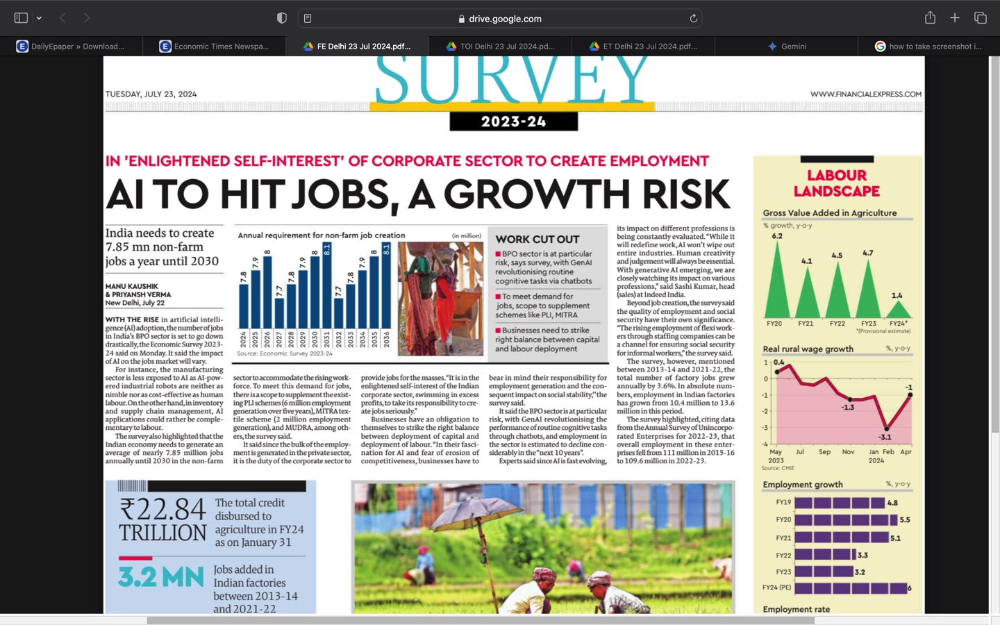 drive.google.com
DailyEpaper » Download...
Economic Times Newspa...
FE Delhi 23 Jul 2024.pdf...
TOI Delhi 23 Jul 2024.pd...
ET Delhi 23 Jul 2024.pdf...
Gemini
how to take screenshot i...
SURVEY
TUESDAY, JULY 23, 2024
WWW.FINANCIALEXPRESS.COM
2023-24
IN 'ENLIGHTENED SELF-INTEREST' OF CORPORATE SECTOR TO CREATE EMPLOYMENT
AI TO HIT JOBS, A GROWTH RISK
India needs to create
7.85 mn non-farm
jobs a year until 2030
MANU KAUSHIK
& PRIYANSH VERMA
New Delhi, July 22
WITH THE RISE in artificial intelli-
gence (AI) adoption, the number of jobs
in India's BPO sector is set to go down
drastically, the Economic Survey 2023-
24 said on Monday. It said the impact
of AI on the jobs market will vary.
For instance, the manufacturing
sector is less exposed to AI as AI-pow-
ered industrial robots are neither as
nimble nor as cost-effective as human
labour. On the other hand, in inventory
and supply chain management, AI
applications could rather be comple-
mentary to labour.
The survey also highlighted that the
Indian economy needs to generate an
average of nearly 7.85 million jobs
annually until 2030 in the non-farm
Annual requirement for non-farm job creation
(in million)
7.8
7.9
8
7.7
7.8
7.9
8
8.1
7.7
7.8
7.9
8
8.1
2024
2025
2026
2027
2028
2029
2030
2031
2032
2033
2034
2035
2036
Source: Economic Survey 2023-24
WORK CUT OUT
BPO sector is at particular
risk, says survey, with GenAI
revolutionising routine
cognitive tasks via chatbots
To meet demand for
jobs, scope to supplement
schemes like PLI, MITRA
Businesses need to strike
right balance between capital
and labour deployment
sector to accommodate the rising work-
force. To meet this demand for jobs,
there is a scope to supplement the exist-
ing PLI schemes (6 million employment
generation over five years), MITRA tex-
tile scheme (2 million employment
generation), and MUDRA, among oth-
ers, the survey said.
It said since the bulk of the employ-
ment is generated in the private sector,
it is the duty of the corporate sector to
provide jobs for the masses. "It is in the
enlightened self-interest of the Indian
corporate sector, swimming in excess
profits, to take its responsibility to cre-
ate jobs seriously."
Businesses have an obligation to
themselves to strike the right balance
between deployment of capital and
deployment of labour. "In their fasci-
nation for AI and fear of erosion of
competitiveness, businesses have to
bear in mind their responsibility for
employment generation and the con-
sequent impact on social stability," the
survey said.
It said the BPO sector is at particular
risk, with GenAI revolutionising the
performance of routine cognitive tasks
through chatbots, and employment in
the sector is estimated to decline con-
siderably in the "next 10 years".
Experts said since AI is fast evolving,
its impact on different professions is
being constantly evaluated. "While it
will redefine work, AI won't wipe out
entire industries. Human creativity
and judgement will always be essential.
With generative AI emerging, we are
closely watching its impact on various
professions," said Sashi Kumar, head
(sales) at Indeed India.
Beyond job creation, the survey said
the quality of employment and social
security have their own significance.
"The rising employment of flexi work-
ers through staffing companies can be
a channel for ensuring social security
for informal workers," the survey said.
The survey, however, mentioned
between 2013-14 and 2021-22, the
total number of factory jobs grew
annually by 3.6%. In absolute num-
bers, employment in Indian factories
has grown from 10.4 million to 13.6
million in this period.
The survey highlighted, citing data
from the Annual Survey of Unincorpo-
rated Enterprises for 2022-23, that
overall employment in these enter-
prises fell from 111 million in 2015-16
to 109.6 million in 2022-23.
LABOUR
LANDSCAPE
Gross Value Added in Agriculture
% growth, y-o-y
6.2
4.1
4.5
4.7
1.4
FY20 FY21 FY22 FY23 FY24*
*(Provisional estimate)
Real rural wage growth
%, y-o-y
1
0
-1
-2
-3
-4
0.4
-1.3
-3.1
-1
May Jul Sep Nov Jan Feb Apr
2023 2024
Source: CMIE
Employment growth
%, y-o-y
FY19 4.8
FY20 5.5
FY21 5.1
FY22 3.3
FY23 3.2
FY24 (PE) 6
Employment rate
₹22.84
TRILLION
The total credit
disbursed to
agriculture in FY24
as on January 31
3.2 MN
Jobs added in
Indian factories
between 2013-14
and 2021-22